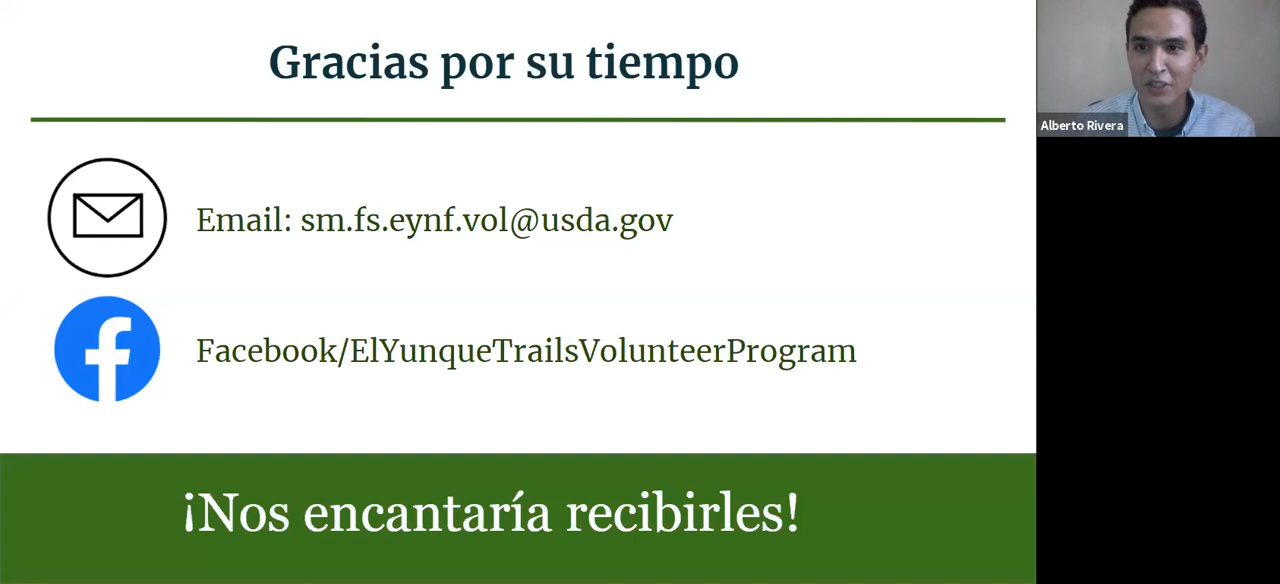 Gracias por su tiempo
Alberto Rivera
Email: sm.fs.eynf.vol@usda.gov
Facebook/ElYunqueTrailsVolunteerProgram
¡Nos encantaría recibirles!